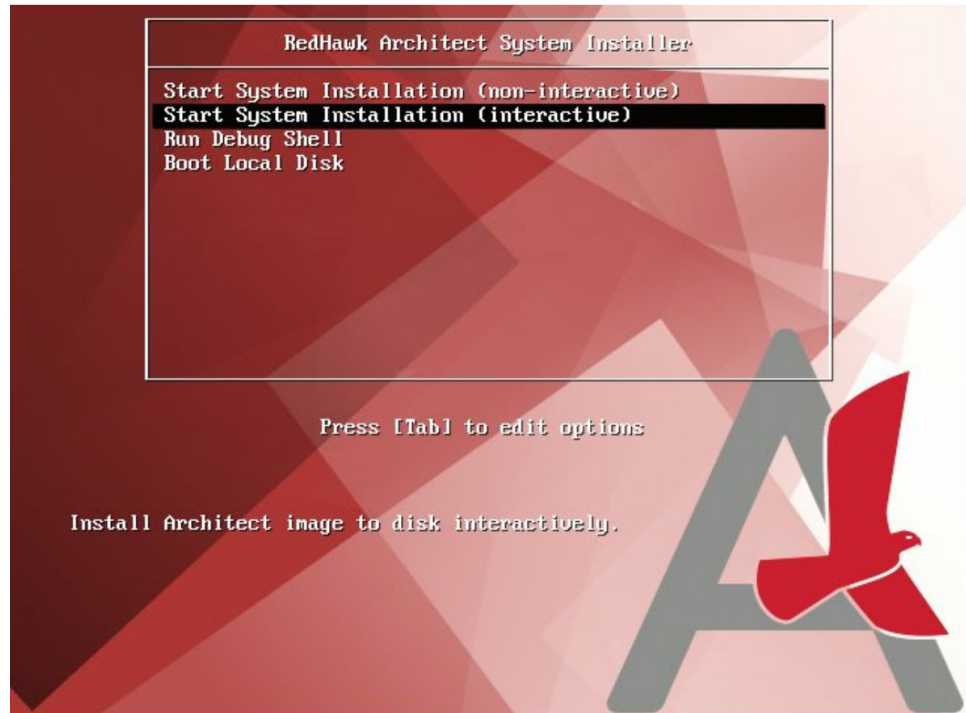 RedHawk Architect System Installer
Start System Installation (non-interactive)
Start System Installation (interactive)
Run Debug Shell
Boot Local Disk
Press [Tab] to edit options
Install Architect image to disk interactively.